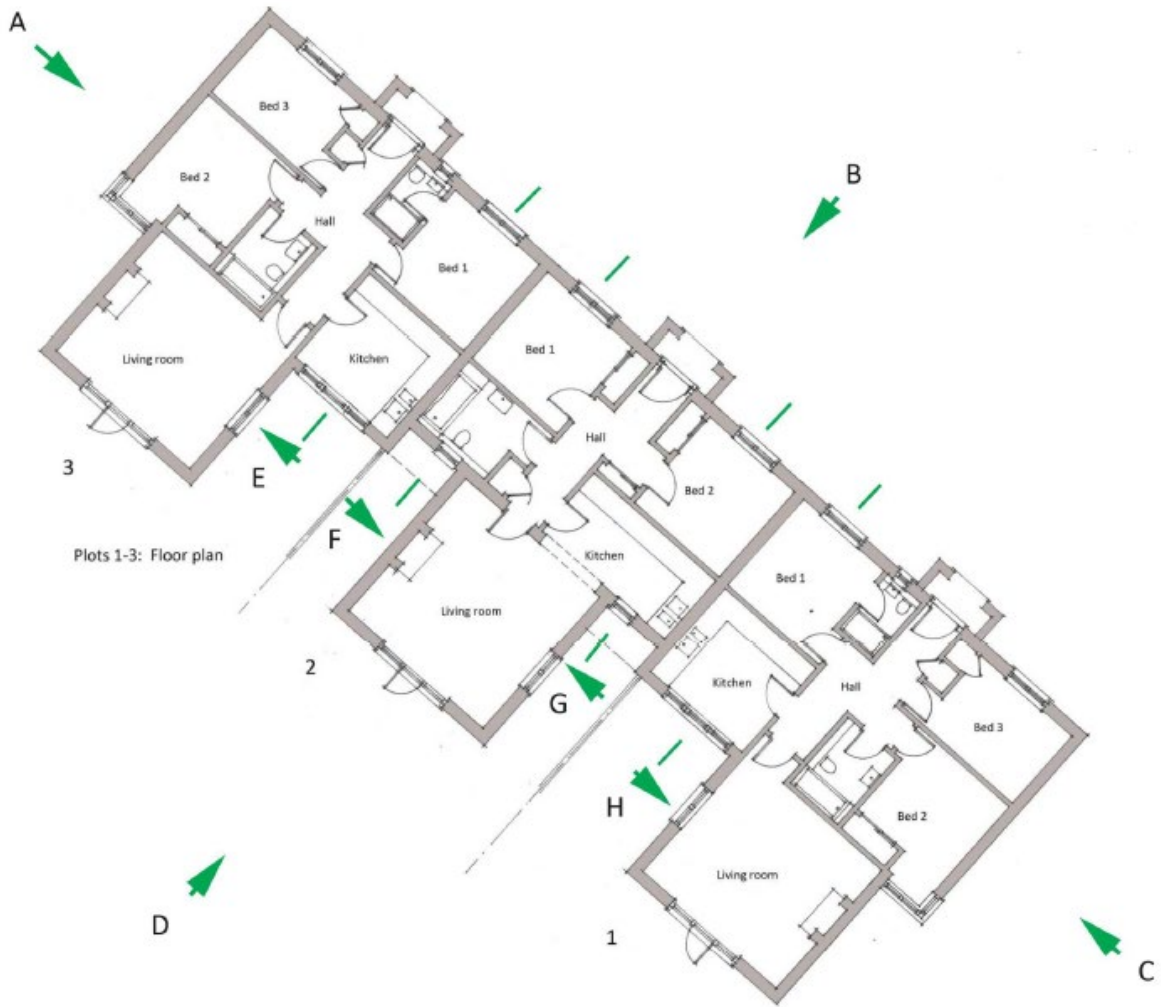 A
Bed 3
Bed 2
B
Hall
Bed 1
Living room
Kitchen
Bed 1
3
E
Hall
Bed 2
F
Plots 1-3: Floor plan
Kitchen
Bed 1
Living room
2
G
Kitchen
Hall
Bed 3
H
Bed 2
D
Living room
1
C